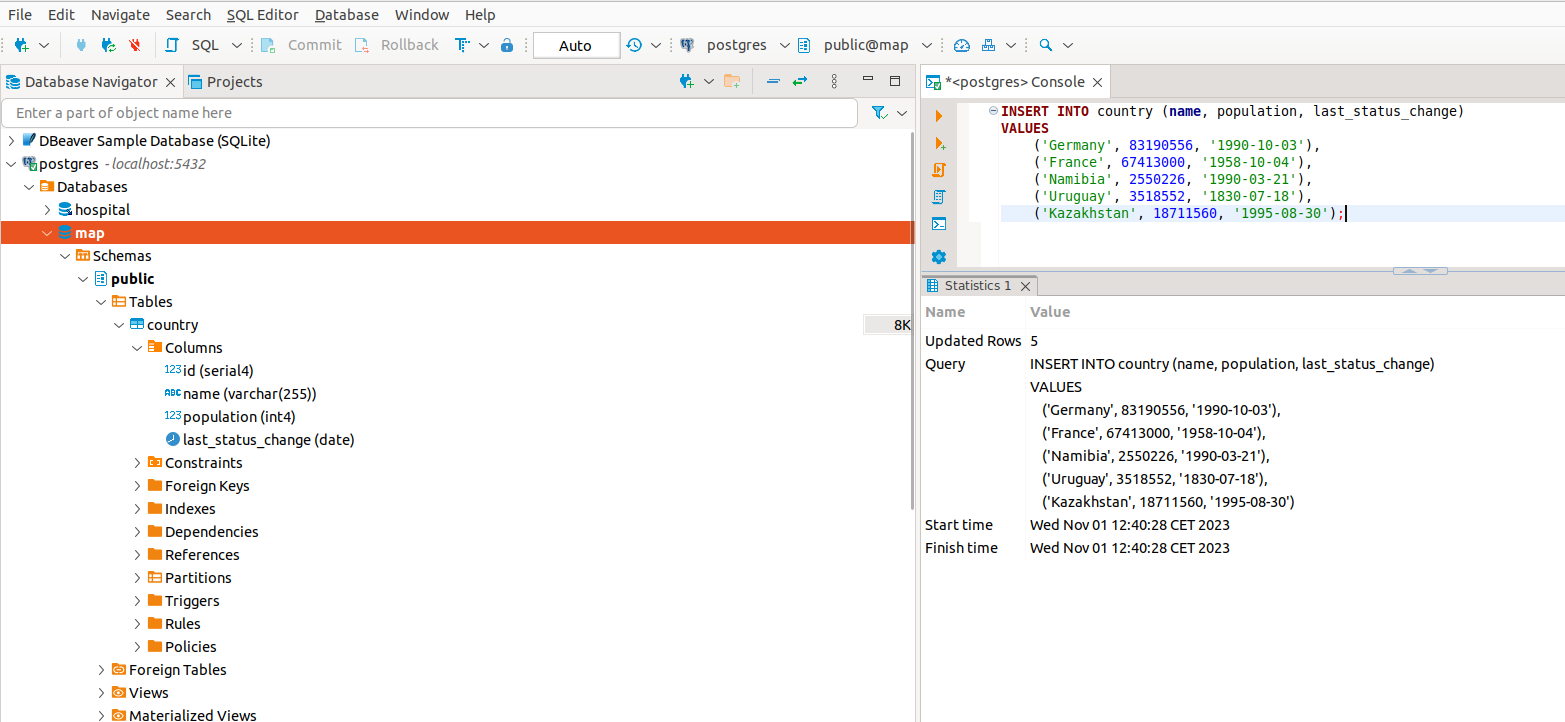 File Edit Navigate Search SQL Editor Database Window Help
SQL Commit Rollback Auto postgres public@map
Database Navigator Projects
Enter a part of object name here
DBeaver Sample Database (SQLite)
postgres - localhost:5432
Databases
hospital
map
Schemas
public
Tables
country 8K
Columns
123 id (serial4)
ABC name (varchar(255))
123 population (int4)
last_status_change (date)
Constraints
Foreign Keys
Indexes
Dependencies
References
Partitions
Triggers
Rules
Policies
Foreign Tables
Views
Materialized Views
*<postgres> Console
INSERT INTO country (name, population, last_status_change)
VALUES
('Germany', 83190556, '1990-10-03'),
('France', 67413000, '1958-10-04'),
('Namibia', 2550226, '1990-03-21'),
('Uruguay', 3518552, '1830-07-18'),
('Kazakhstan', 18711560, '1995-08-30');
Statistics 1
Name Value
Updated Rows 5
Query INSERT INTO country (name, population, last_status_change)
VALUES
('Germany', 83190556, '1990-10-03'),
('France', 67413000, '1958-10-04'),
('Namibia', 2550226, '1990-03-21'),
('Uruguay', 3518552, '1830-07-18'),
('Kazakhstan', 18711560, '1995-08-30')
Start time Wed Nov 01 12:40:28 CET 2023
Finish time Wed Nov 01 12:40:28 CET 2023